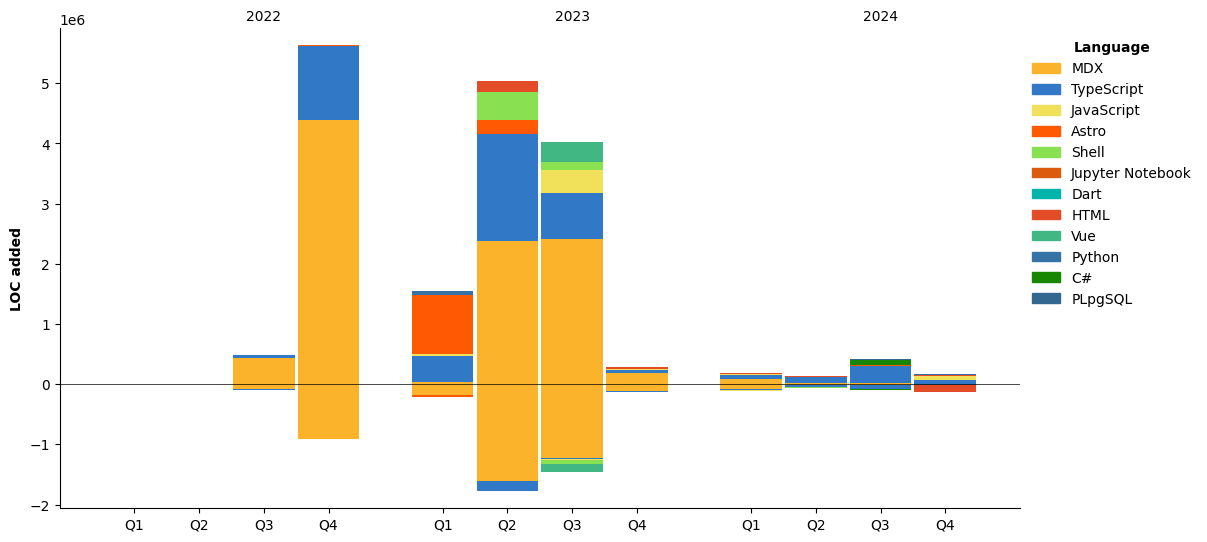 2022 2023 2024
1e6
LOC added
5
4
3
2
1
0
−1
−2
Q1 Q2 Q3 Q4 Q1 Q2 Q3 Q4 Q1 Q2 Q3 Q4
Language
MDX
TypeScript
JavaScript
Astro
Shell
Jupyter Notebook
Dart
HTML
Vue
Python
C#
PLpgSQL